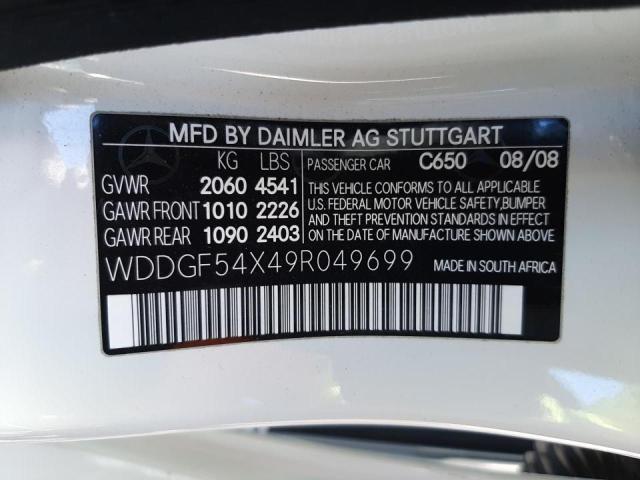 MFD BY DAIMLER AG STUTTGART
KG LBS PASSENGER CAR C650 08/08
GVWR 2060 4541
GAWR FRONT 1010 2226
GAWR REAR 1090 2403
THIS VEHICLE CONFORMS TO ALL APPLICABLE
U.S. FEDERAL MOTOR VEHICLE SAFETY, BUMPER
AND THEFT PREVENTION STANDARDS IN EFFECT
ON THE DATE OF MANUFACTURE SHOWN ABOVE.
WDDGF54X49R049699 MADE IN SOUTH AFRICA